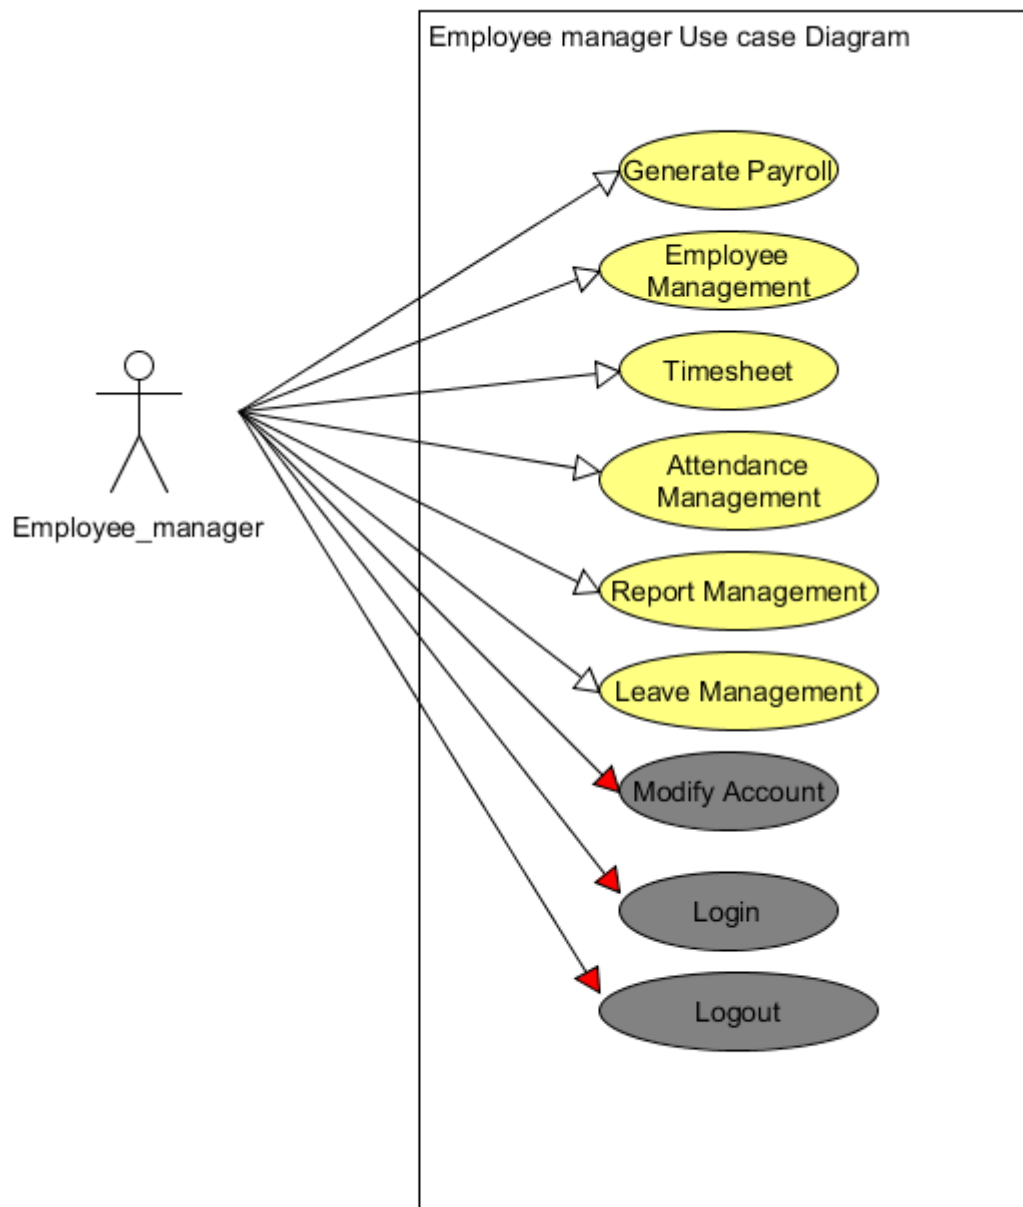 Employee manager Use case Diagram
Generate Payroll
Employee
Management
Timesheet
Attendance
Management
Employee_manager
Report Management
Leave Management
Modify Account
Login
Logout